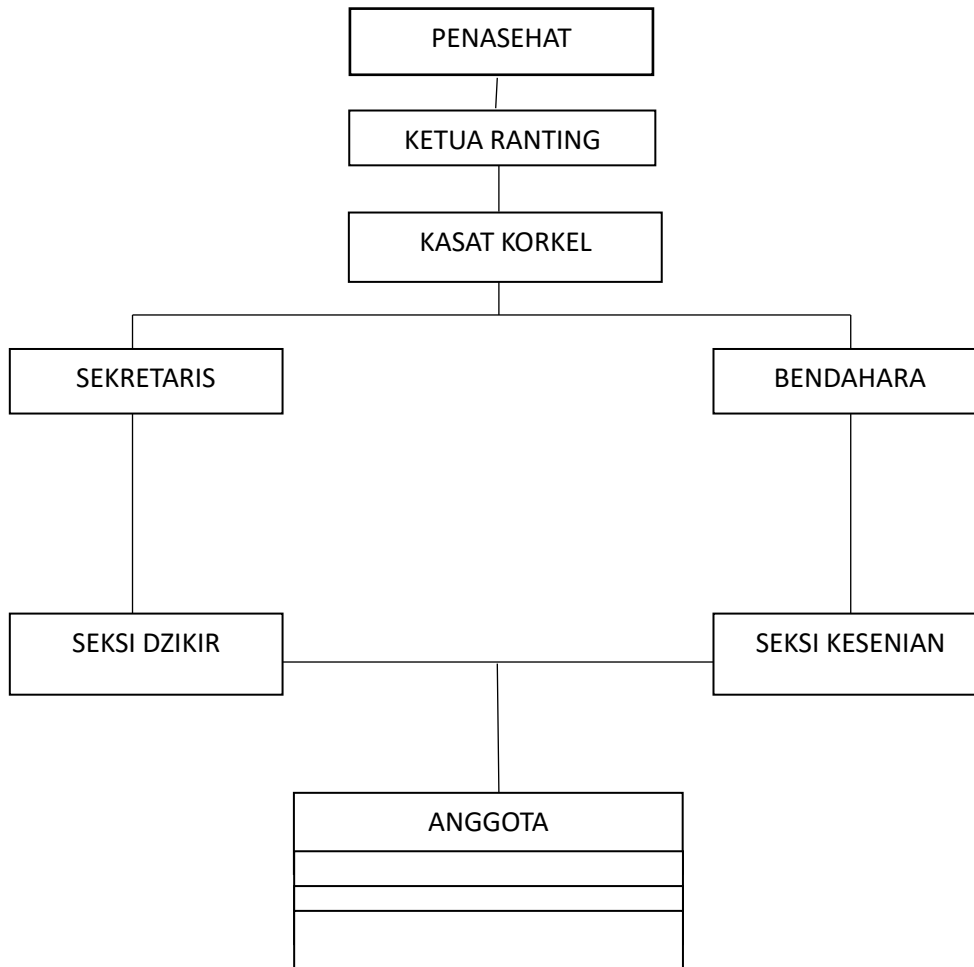 PENASEHAT
KETUA RANTING
KASAT KORKEL
SEKRETARIS
BENDAHARA
SEKSI DZIKIR
SEKSI KESENIAN
ANGGOTA